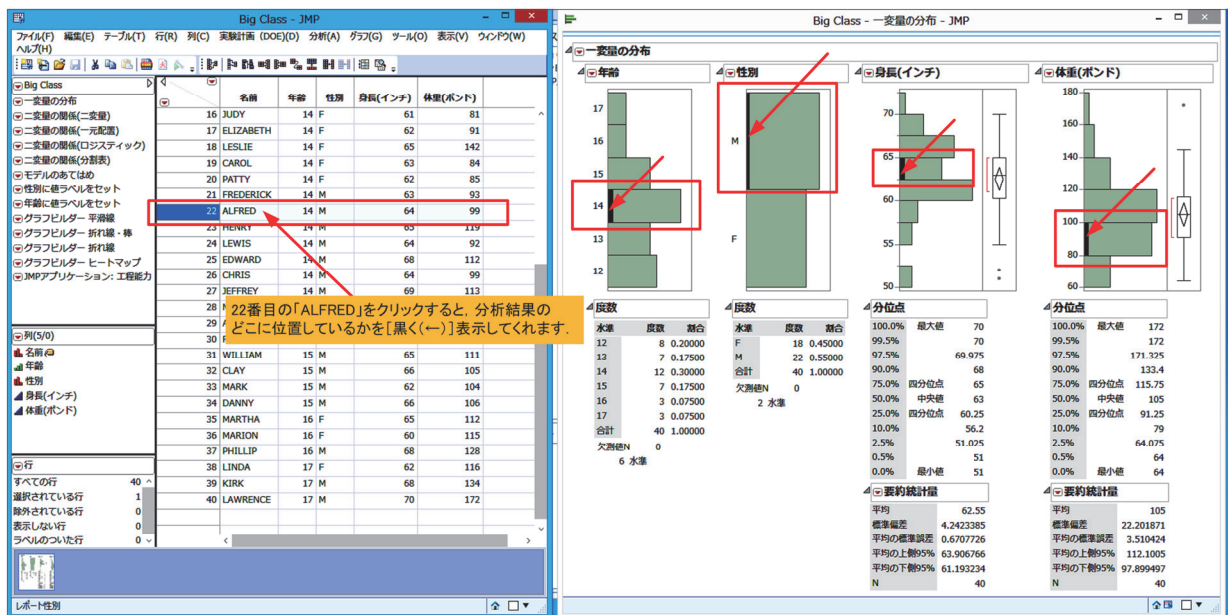 Big Class - JMP
ファイル(F) 編集(E) テーブル(T) 行(R) 列(C) 実験計画 (DOE)(D) 分析(A) グラフ(G) ツール(O) 表示(V) ウィンドウ(W)
ヘルプ(H)
Big Class
一変量の分布
二変量の関係(二変量)
二変量の関係(一元配置)
二変量の関係(ロジスティック)
二変量の関係(分割表)
モデルのあてはめ
性別に値ラベルをセット
年齢に値ラベルをセット
グラフビルダー 平滑線
グラフビルダー 折れ線・棒
グラフビルダー 折れ線
グラフビルダー ヒートマップ
JMPアプリケーション: 工程能力
列(5/0)
名前
年齢
性別
身長(インチ)
体重(ポンド)
行
すべての行 40
選択されている行 1
除外されている行 0
表示しない行 0
ラベルのついた行 0
名前 年齢 性別 身長(インチ) 体重(ポンド)
16 JUDY 14 F 61 81
17 ELIZABETH 14 F 62 91
18 LESLIE 14 F 65 142
19 CAROL 14 F 63 84
20 PATTY 14 F 62 85
21 FREDERICK 14 M 63 93
22 ALFRED 14 M 64 99
23 HENRY 14 M 65 119
24 LEWIS 14 M 64 92
25 EDWARD 14 M 68 112
26 CHRIS 14 M 64 99
27 JEFFREY 14 M 69 113
28
29
30
31 WILLIAM 15 M 65 111
32 CLAY 15 M 66 105
33 MARK 15 M 62 104
34 DANNY 15 M 66 106
35 MARTHA 16 F 65 112
36 MARION 16 F 60 115
37 PHILLIP 16 M 68 128
38 LINDA 17 F 62 116
39 KIRK 17 M 68 134
40 LAWRENCE 17 M 70 172
22番目の「ALFRED」をクリックすると，分析結果の
どこに位置しているかを[黒く(←)]表示してくれます．
レポート性別
Big Class - 一変量の分布 - JMP
一変量の分布
年齢
17
16
15
14
13
12
度数
水準 度数 割合
12 8 0.20000
13 7 0.17500
14 12 0.30000
15 7 0.17500
16 3 0.07500
17 3 0.07500
合計 40 1.00000
欠測値N 0
6 水準
性別
M
F
度数
水準 度数 割合
F 18 0.45000
M 22 0.55000
合計 40 1.00000
欠測値N 0
2 水準
身長(インチ)
70
65
60
55
50
分位点
100.0% 最大値 70
99.5% 70
97.5% 69.975
90.0% 68
75.0% 四分位点 65
50.0% 中央値 63
25.0% 四分位点 60.25
10.0% 56.2
2.5% 51.025
0.5% 51
0.0% 最小値 51
要約統計量
平均 62.55
標準偏差 4.2423385
平均の標準誤差 0.6707726
平均の上側95% 63.906766
平均の下側95% 61.193234
N 40
体重(ポンド)
180
160
140
120
100
80
60
分位点
100.0% 最大値 172
99.5% 172
97.5% 171.325
90.0% 133.4
75.0% 四分位点 115.75
50.0% 中央値 105
25.0% 四分位点 91.25
10.0% 79
2.5% 64.075
0.5% 64
0.0% 最小値 64
要約統計量
平均 105
標準偏差 22.201871
平均の標準誤差 3.510424
平均の上側95% 112.1005
平均の下側95% 97.899497
N 40